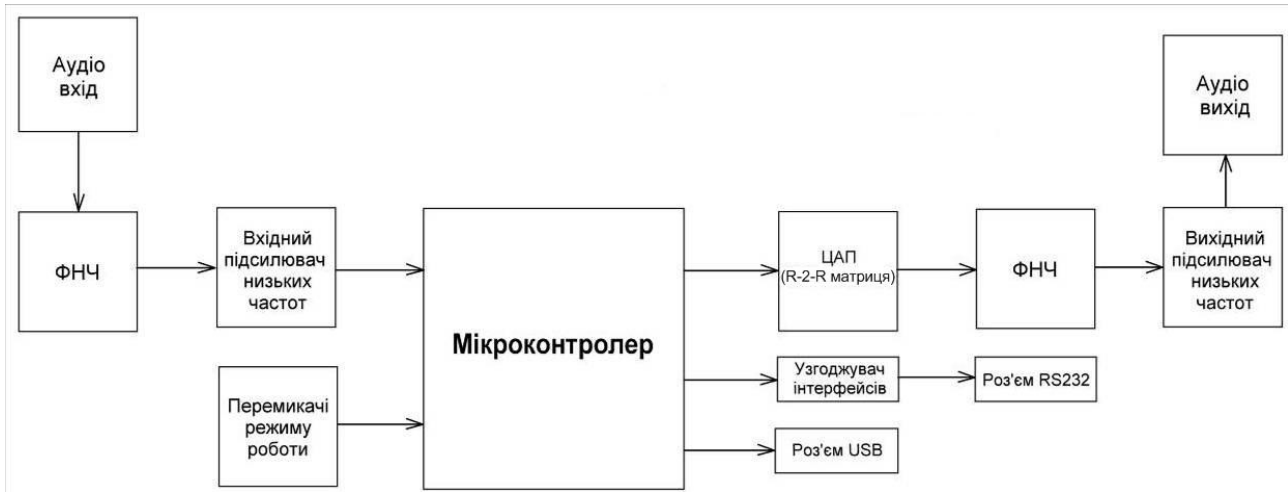 Аудіо
вхід
Аудіо
вихід
ФНЧ
Вхідний
підсилювач
низьких
частот
Мікроконтролер
ЦАП
(R-2-R матриця)
ФНЧ
Вихідний
підсилювач
низьких
частот
Перемикачі
режиму
роботи
Узгоджувач
інтерфейсів
Роз'єм RS232
Роз'єм USB